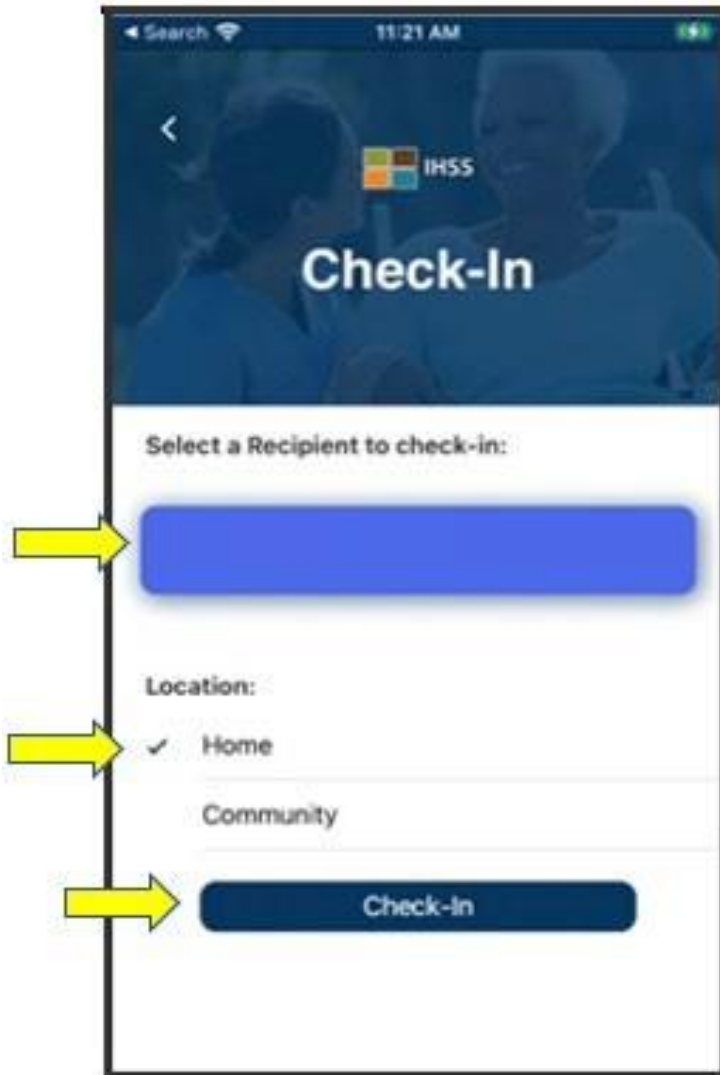 Search
11:21 AM
IHSS
Check-In
Select a Recipient to check-in:
Location:
Home
Community
Check-In